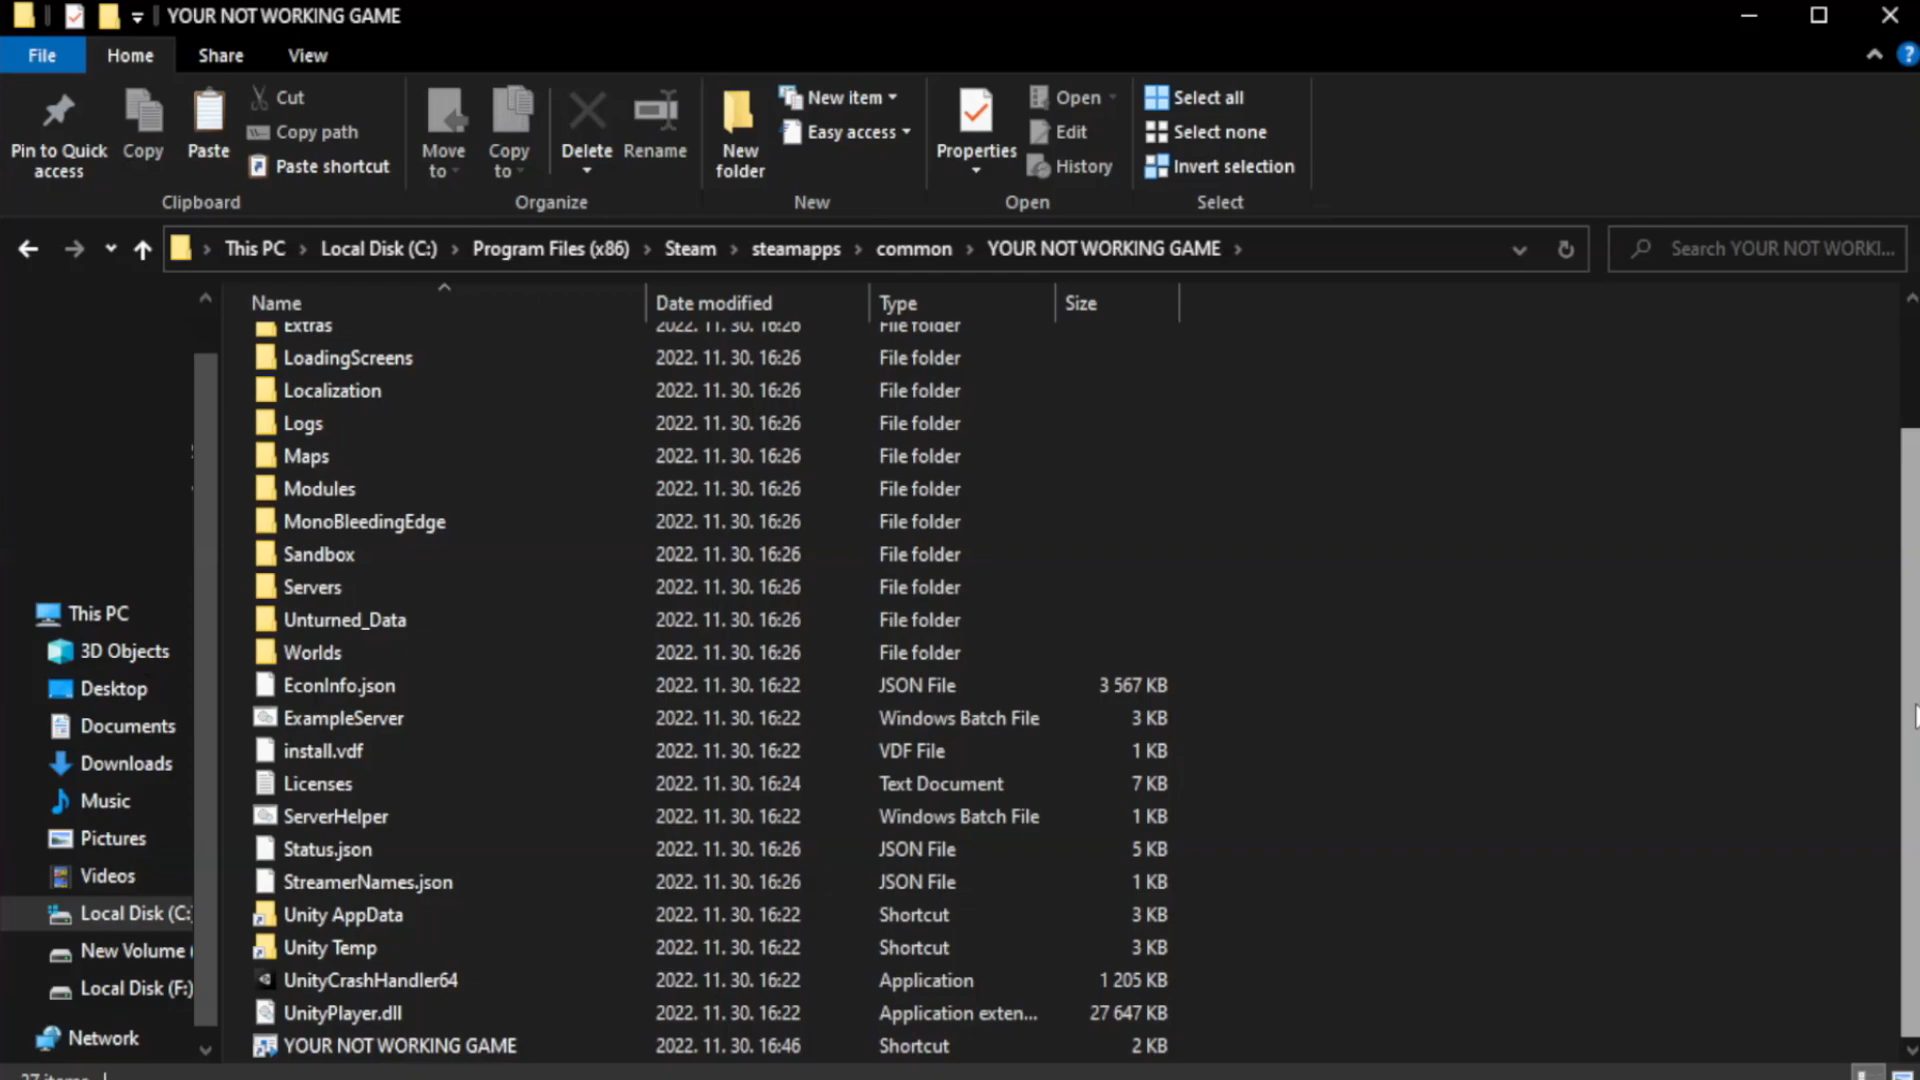 YOUR NOT WORKING GAME
File Home Share View
Pin to Quick access
Copy
Paste
Cut
Copy path
Paste shortcut
Clipboard
Move to
Copy to
Delete
Rename
Organize
New folder
New item
Easy access
New
Properties
Open
Edit
History
Open
Select all
Select none
Invert selection
Select
This PC > Local Disk (C:) > Program Files (x86) > Steam > steamapps > common > YOUR NOT WORKING GAME >
Search YOUR NOT WORKI...
This PC
3D Objects
Desktop
Documents
Downloads
Music
Pictures
Videos
Local Disk (C:
New Volume (
Local Disk (F:)
Network
Name Date modified Type Size
Extras 2022. 11. 30. 16:26 File folder
LoadingScreens 2022. 11. 30. 16:26 File folder
Localization 2022. 11. 30. 16:26 File folder
Logs 2022. 11. 30. 16:26 File folder
Maps 2022. 11. 30. 16:26 File folder
Modules 2022. 11. 30. 16:26 File folder
MonoBleedingEdge 2022. 11. 30. 16:26 File folder
Sandbox 2022. 11. 30. 16:26 File folder
Servers 2022. 11. 30. 16:26 File folder
Unturned_Data 2022. 11. 30. 16:26 File folder
Worlds 2022. 11. 30. 16:26 File folder
EconInfo.json 2022. 11. 30. 16:22 JSON File 3 567 KB
ExampleServer 2022. 11. 30. 16:22 Windows Batch File 3 KB
install.vdf 2022. 11. 30. 16:22 VDF File 1 KB
Licenses 2022. 11. 30. 16:24 Text Document 7 KB
ServerHelper 2022. 11. 30. 16:22 Windows Batch File 1 KB
Status.json 2022. 11. 30. 16:26 JSON File 5 KB
StreamerNames.json 2022. 11. 30. 16:26 JSON File 1 KB
Unity AppData 2022. 11. 30. 16:22 Shortcut 3 KB
Unity Temp 2022. 11. 30. 16:22 Shortcut 3 KB
UnityCrashHandler64 2022. 11. 30. 16:22 Application 1 205 KB
UnityPlayer.dll 2022. 11. 30. 16:22 Application exten... 27 647 KB
YOUR NOT WORKING GAME 2022. 11. 30. 16:46 Shortcut 2 KB